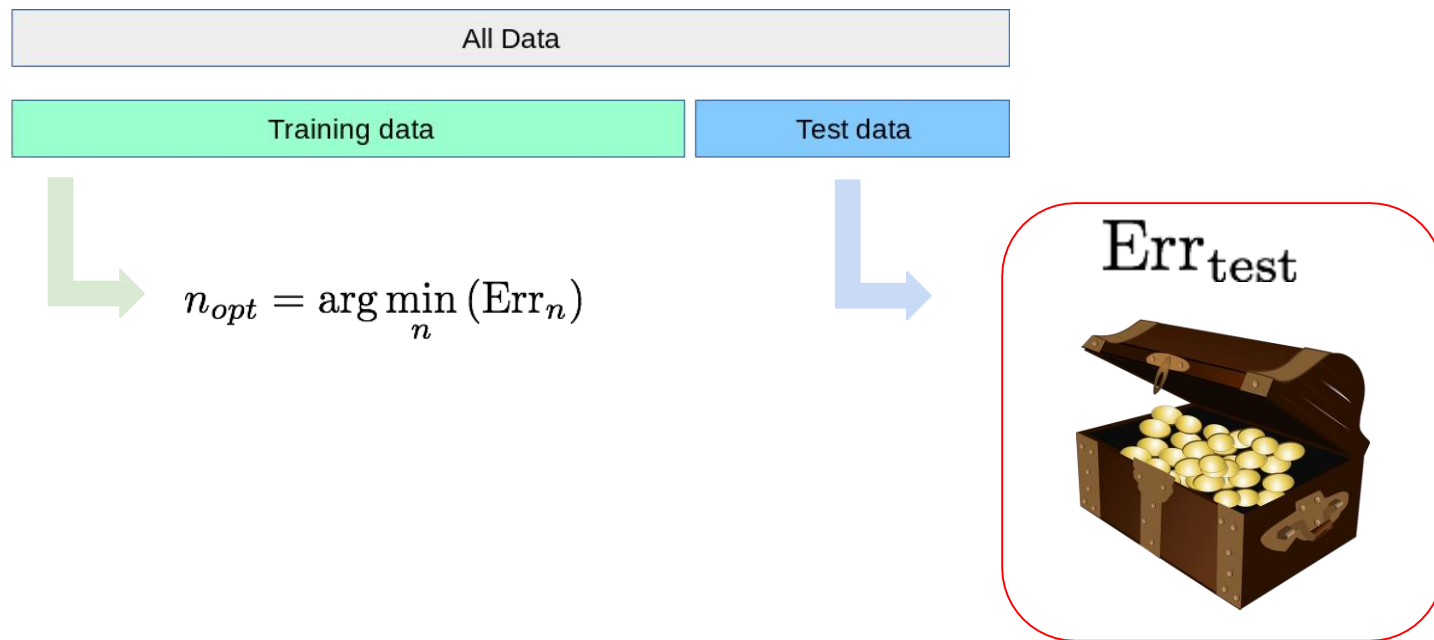 All Data
Training data Test data
Err_test
n_opt = arg min_n (Err_n)